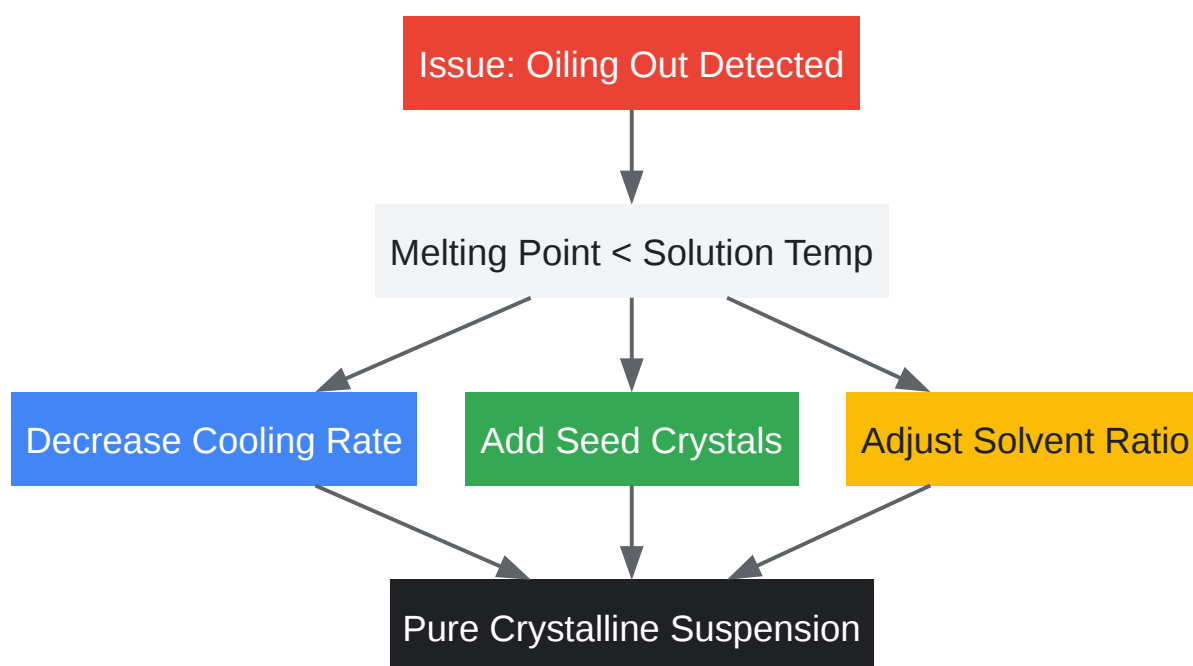 Issue: Oiling Out Detected
Melting Point < Solution Temp
Decrease Cooling Rate
Add Seed Crystals
Adjust Solvent Ratio
Pure Crystalline Suspension